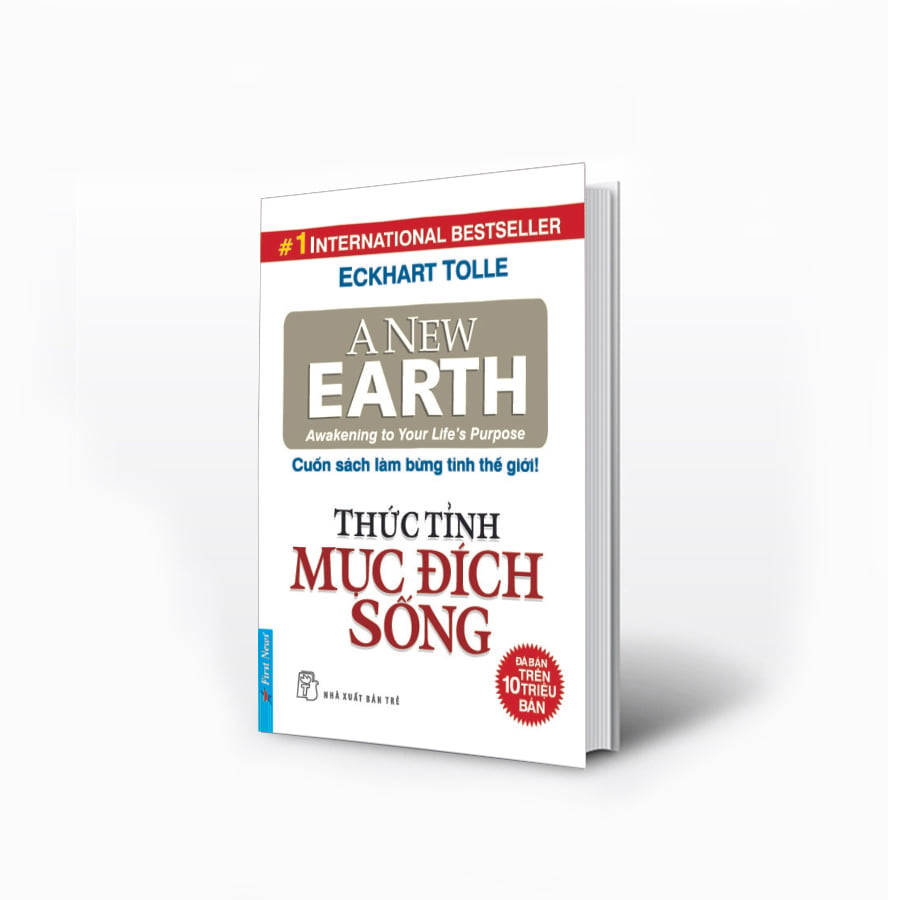 #1 INTERNATIONAL BESTSELLER
ECKHART TOLLE
A NEW
EARTH
Awakening to Your Life's Purpose
Cuốn sách làm bừng tỉnh thế giới!
THỨC TỈNH
MỤC ĐÍCH
SỐNG
ĐÃ BÁN
TRÊN
10 TRIỆU
BẢN
First News
NHÀ XUẤT BẢN TRẺ